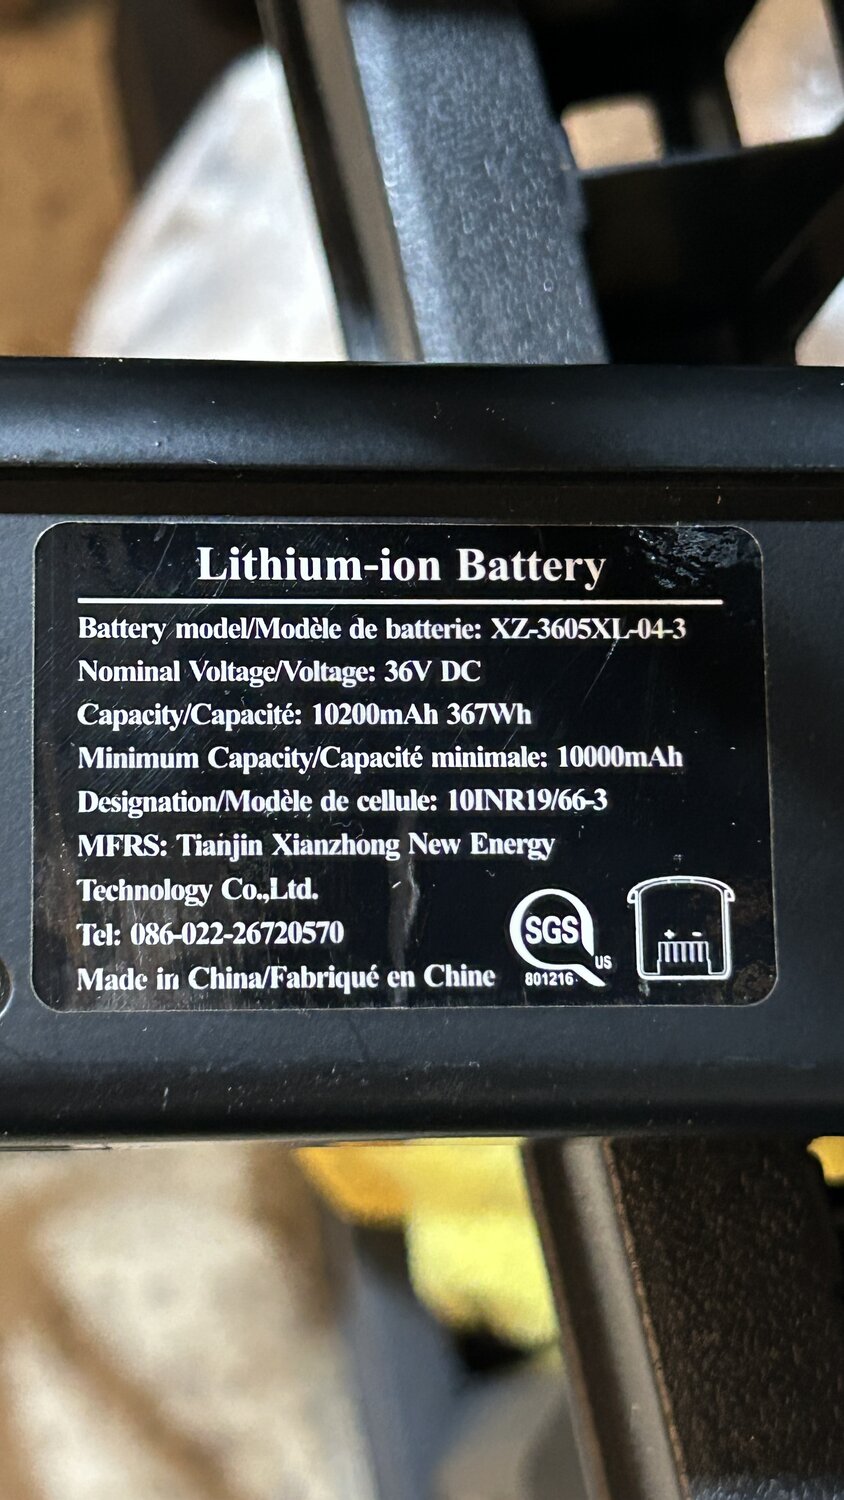 Lithium-ion Battery
Battery model/Modèle de batterie: XZ-3605XL-04-3
Nominal Voltage/Voltage: 36V DC
Capacity/Capacité: 10200mAh 367Wh
Minimum Capacity/Capacité minimale: 10000mAh
Designation/Modèle de cellule: 10INR19/66-3
MFRS: Tianjin Xianzhong New Energy
Technology Co.,Ltd.
Tel: 086-022-26720570
Made in China/Fabriqué en Chine
SGS
US
801216
+ -